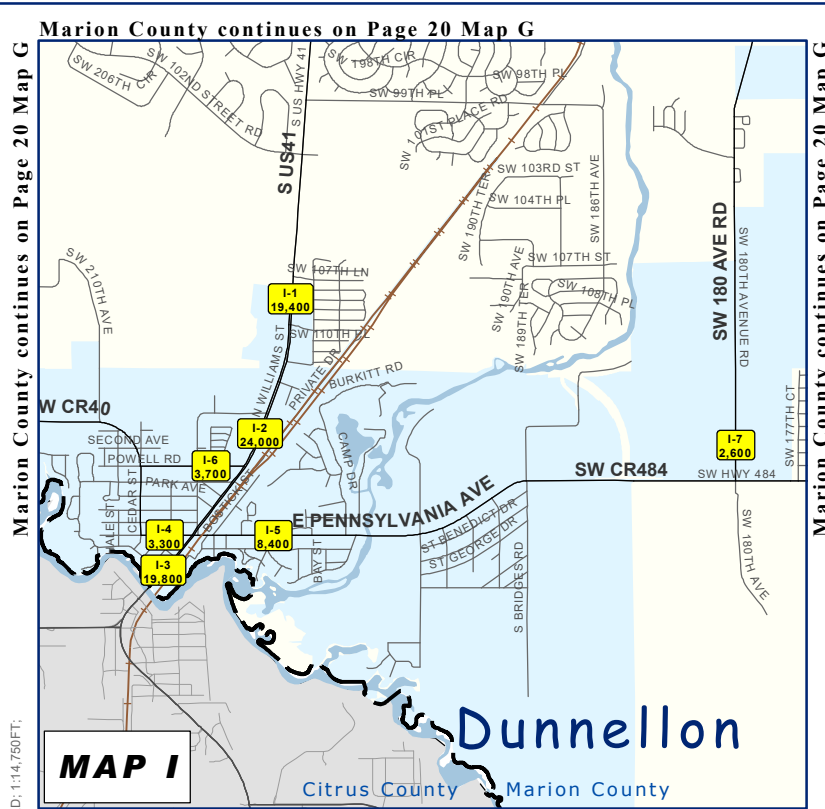 Marion County continues on Page 20 Map G
Marion County continues on Page 20 Map G
Marion County continues on Page 20 Map G
SW 206TH CIR
SW 102ND STREET RD
S US HWY 41
SW 198TH CIR
SW 98TH PL
SW 99TH PL
SW 101ST PLACE RD
S US41
SW 103RD ST
SW 104TH PL
SW 190TH TER
SW 186TH AVE
SW 107TH ST
SW 190TH AVE
SW 108TH PL
SW 189TH TER
SW 180 AVE RD
SW 180TH AVENUE RD
SW 210TH AVE
SW 107TH LN
I-1
19,400
SW 110TH PL
N WILLIAMS ST
PRIVATE DR
BURKITT RD
W CR40
I-2
24,000
SECOND AVE
POWELL RD
I-6
3,700
PARK AVE
CEDAR ST
CAMP DR
BOSTICK ST
I-7
2,600
SW 177TH CT
SW CR484
SW HWY 484
E PENNSYLVANIA AVE
I-4
3,300
I-5
8,400
I-3
19,800
BAY ST
ST BENEDICT DR
ST GEORGE DR
S BRIDGES RD
SW 180TH AVE
Dunnellon
MAP I
Citrus County
Marion County
D; 1:14,750FT;